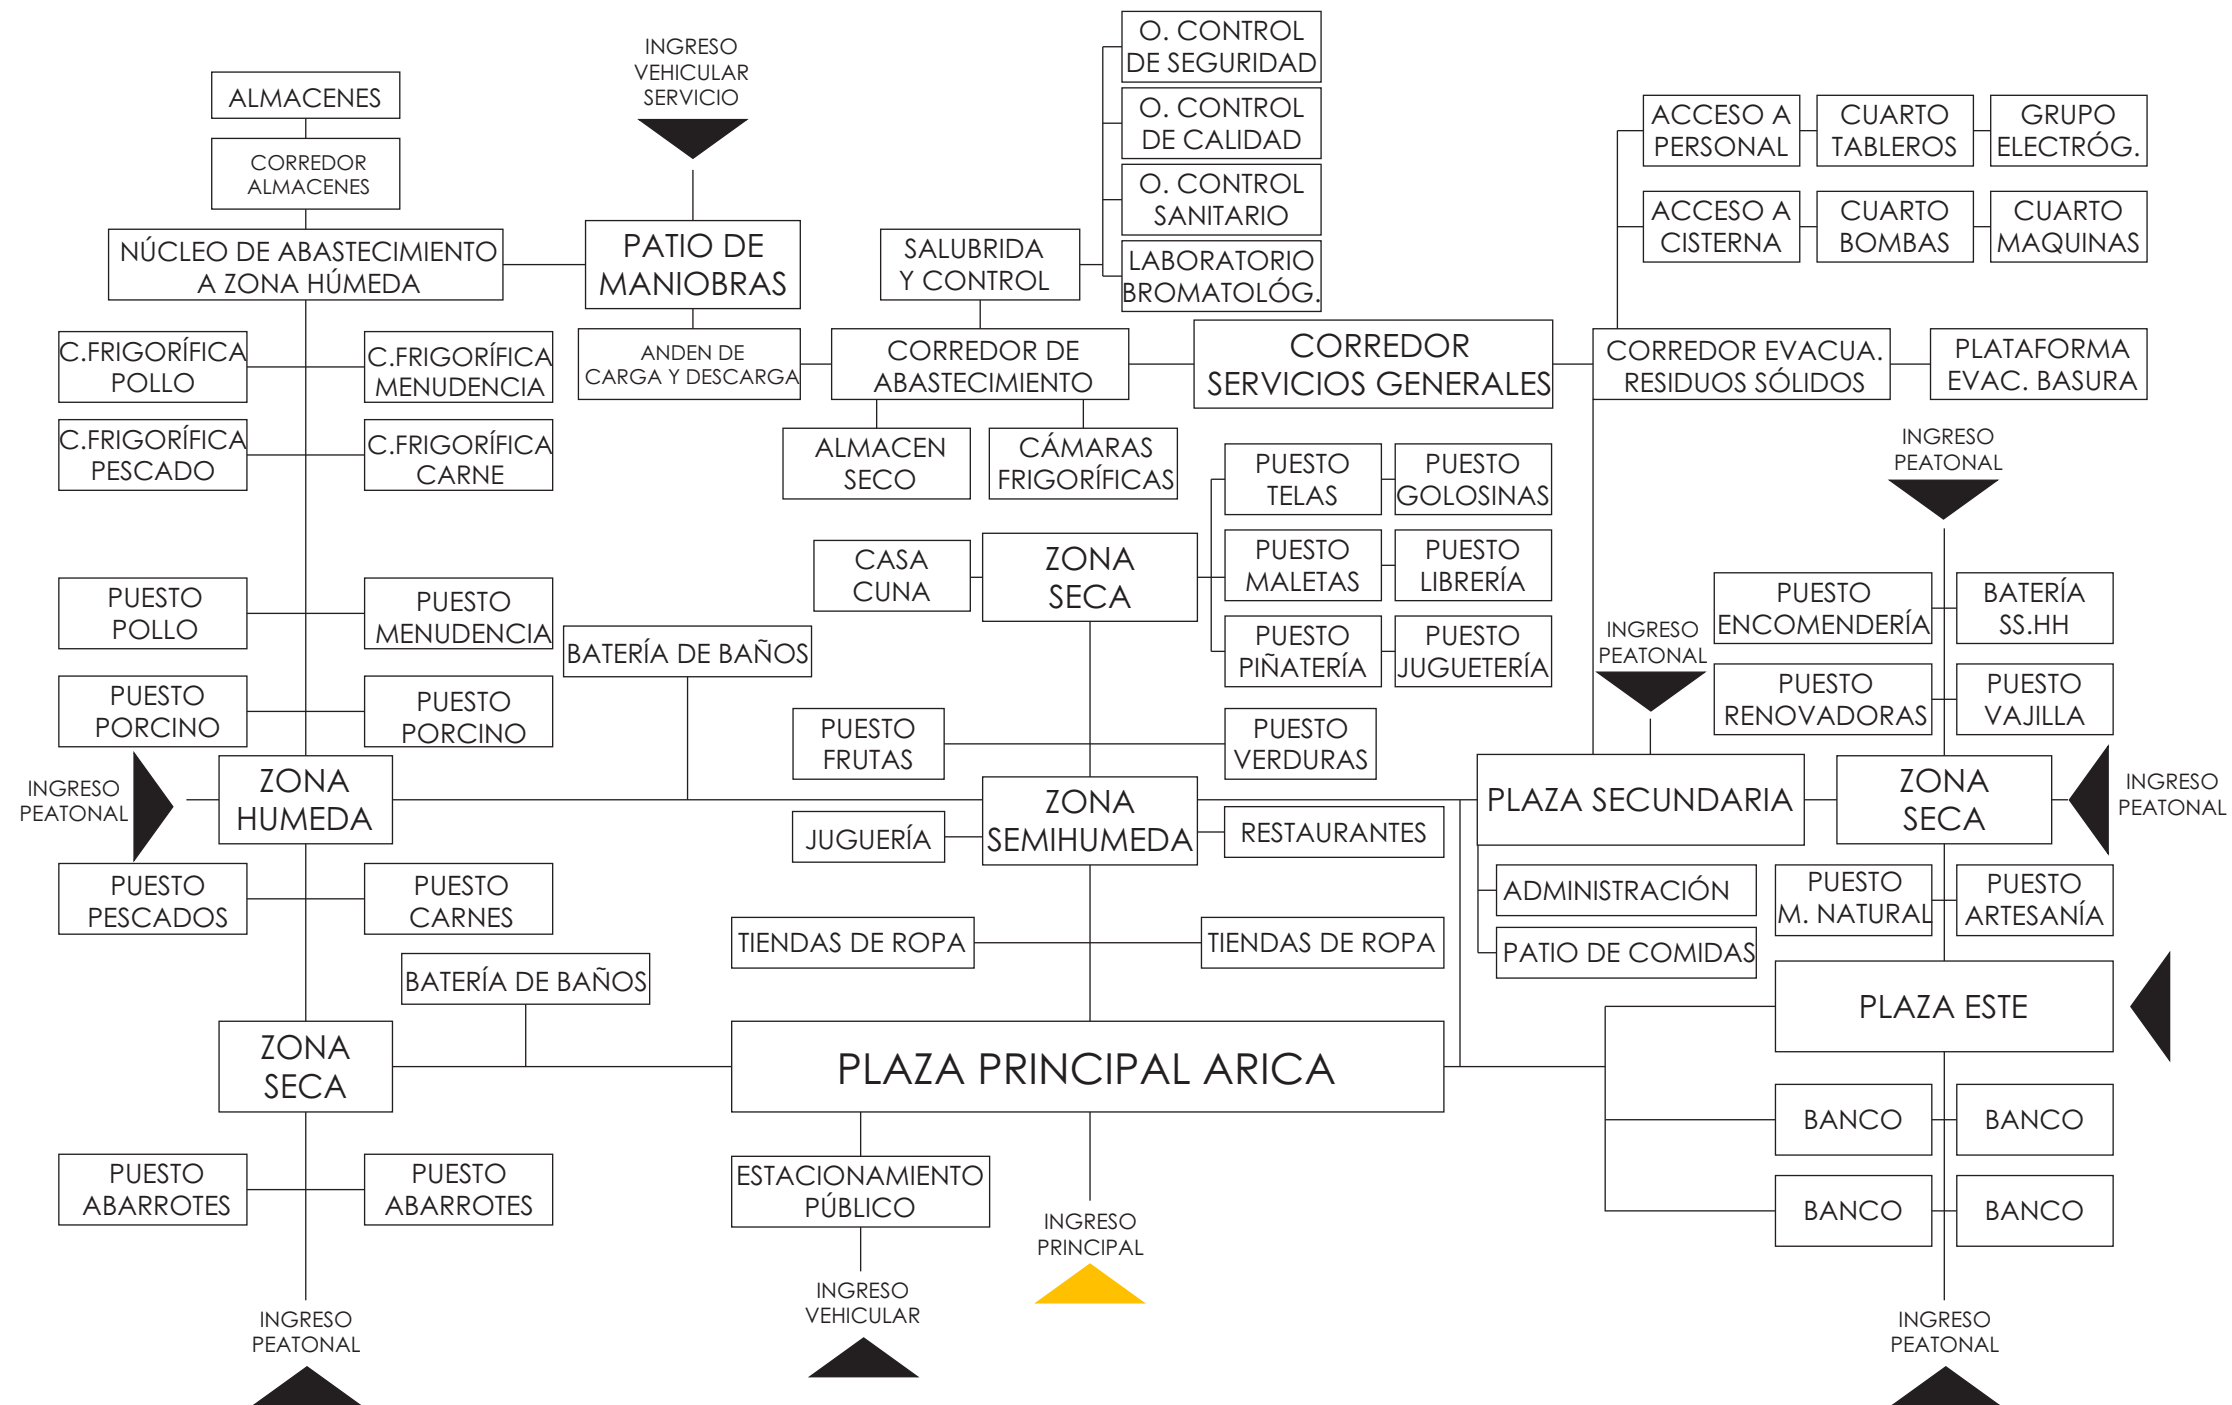 O. CONTROL
DE SEGURIDAD
INGRESO
VEHICULAR
SERVICIO
ALMACENES
O. CONTROL
DE CALIDAD
ACCESO A
PERSONAL
CUARTO
TABLEROS
GRUPO
ELECTRÓG.
CORREDOR
ALMACENES
O. CONTROL
SANITARIO
ACCESO A
CISTERNA
CUARTO
BOMBAS
CUARTO
MAQUINAS
NÚCLEO DE ABASTECIMIENTO
A ZONA HÚMEDA
PATIO DE
MANIOBRAS
SALUBRIDA
Y CONTROL
LABORATORIO
BROMATOLÓG.
C.FRIGORÍFICA
POLLO
C.FRIGORÍFICA
MENUDENCIA
ANDEN DE
CARGA Y DESCARGA
CORREDOR DE
ABASTECIMIENTO
CORREDOR
SERVICIOS GENERALES
CORREDOR EVACUA.
RESIDUOS SÓLIDOS
PLATAFORMA
EVAC. BASURA
C.FRIGORÍFICA
PESCADO
C.FRIGORÍFICA
CARNE
ALMACEN
SECO
CÁMARAS
FRIGORÍFICAS
PUESTO
TELAS
PUESTO
GOLOSINAS
INGRESO
PEATONAL
CASA
CUNA
ZONA
SECA
PUESTO
MALETAS
PUESTO
LIBRERÍA
PUESTO
POLLO
PUESTO
MENUDENCIA
BATERÍA DE BAÑOS
PUESTO
PIÑATERÍA
PUESTO
JUGUETERÍA
INGRESO
PEATONAL
PUESTO
ENCOMENDERÍA
BATERÍA
SS.HH
PUESTO
PORCINO
PUESTO
PORCINO
PUESTO
FRUTAS
PUESTO
VERDURAS
PUESTO
RENOVADORAS
PUESTO
VAJILLA
INGRESO
PEATONAL
ZONA
HUMEDA
ZONA
SEMIHUMEDA
PLAZA SECUNDARIA
ZONA
SECA
INGRESO
PEATONAL
JUGUERÍA
RESTAURANTES
PUESTO
PESCADOS
PUESTO
CARNES
ADMINISTRACIÓN
PUESTO
M. NATURAL
PUESTO
ARTESANÍA
TIENDAS DE ROPA
TIENDAS DE ROPA
PATIO DE COMIDAS
BATERÍA DE BAÑOS
PLAZA ESTE
ZONA
SECA
PLAZA PRINCIPAL ARICA
BANCO
BANCO
PUESTO
ABARROTES
PUESTO
ABARROTES
ESTACIONAMIENTO
PÚBLICO
BANCO
BANCO
INGRESO
PRINCIPAL
INGRESO
VEHICULAR
INGRESO
PEATONAL
INGRESO
PEATONAL